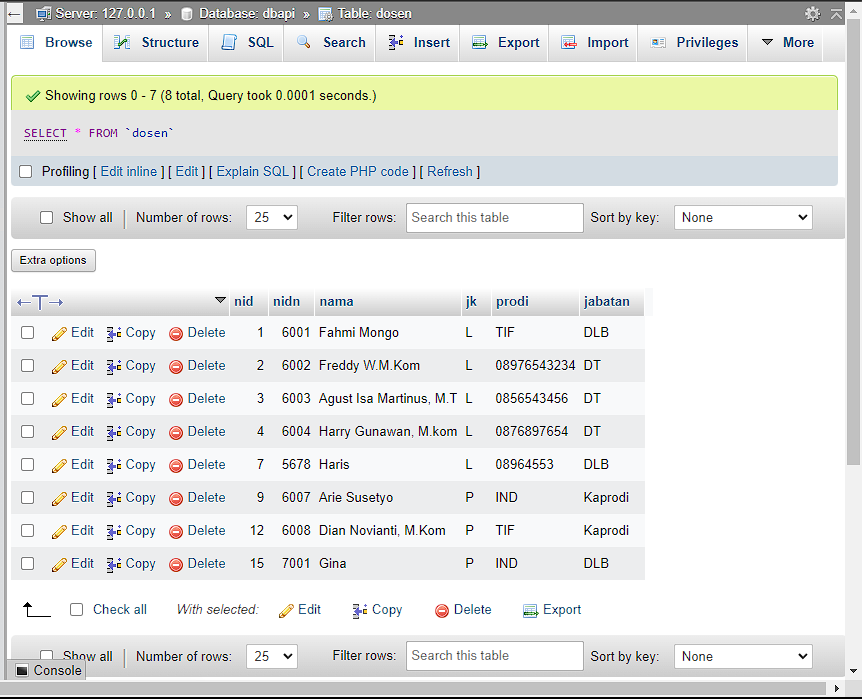 Server: 127.0.0.1 » Database: dbapi » Table: dosen
Browse Structure SQL Search Insert Export Import Privileges More
Showing rows 0 - 7 (8 total, Query took 0.0001 seconds.)
SELECT * FROM `dosen`
Profiling [ Edit inline ] [ Edit ] [ Explain SQL ] [ Create PHP code ] [ Refresh ]
Show all Number of rows: 25 Filter rows: Search this table Sort by key: None
Extra options
←T→ nid nidn nama jk prodi jabatan
Edit Copy Delete 1 6001 Fahmi Mongo L TIF DLB
Edit Copy Delete 2 6002 Freddy W.M.Kom L 08976543234 DT
Edit Copy Delete 3 6003 Agust Isa Martinus, M.T L 0856543456 DT
Edit Copy Delete 4 6004 Harry Gunawan, M.kom L 0876897654 DT
Edit Copy Delete 7 5678 Haris L 08964553 DLB
Edit Copy Delete 9 6007 Arie Susetyo P IND Kaprodi
Edit Copy Delete 12 6008 Dian Novianti, M.Kom P TIF Kaprodi
Edit Copy Delete 15 7001 Gina P IND DLB
Check all With selected: Edit Copy Delete Export
Show all Number of rows: 25 Filter rows: Search this table Sort by key: None
Console